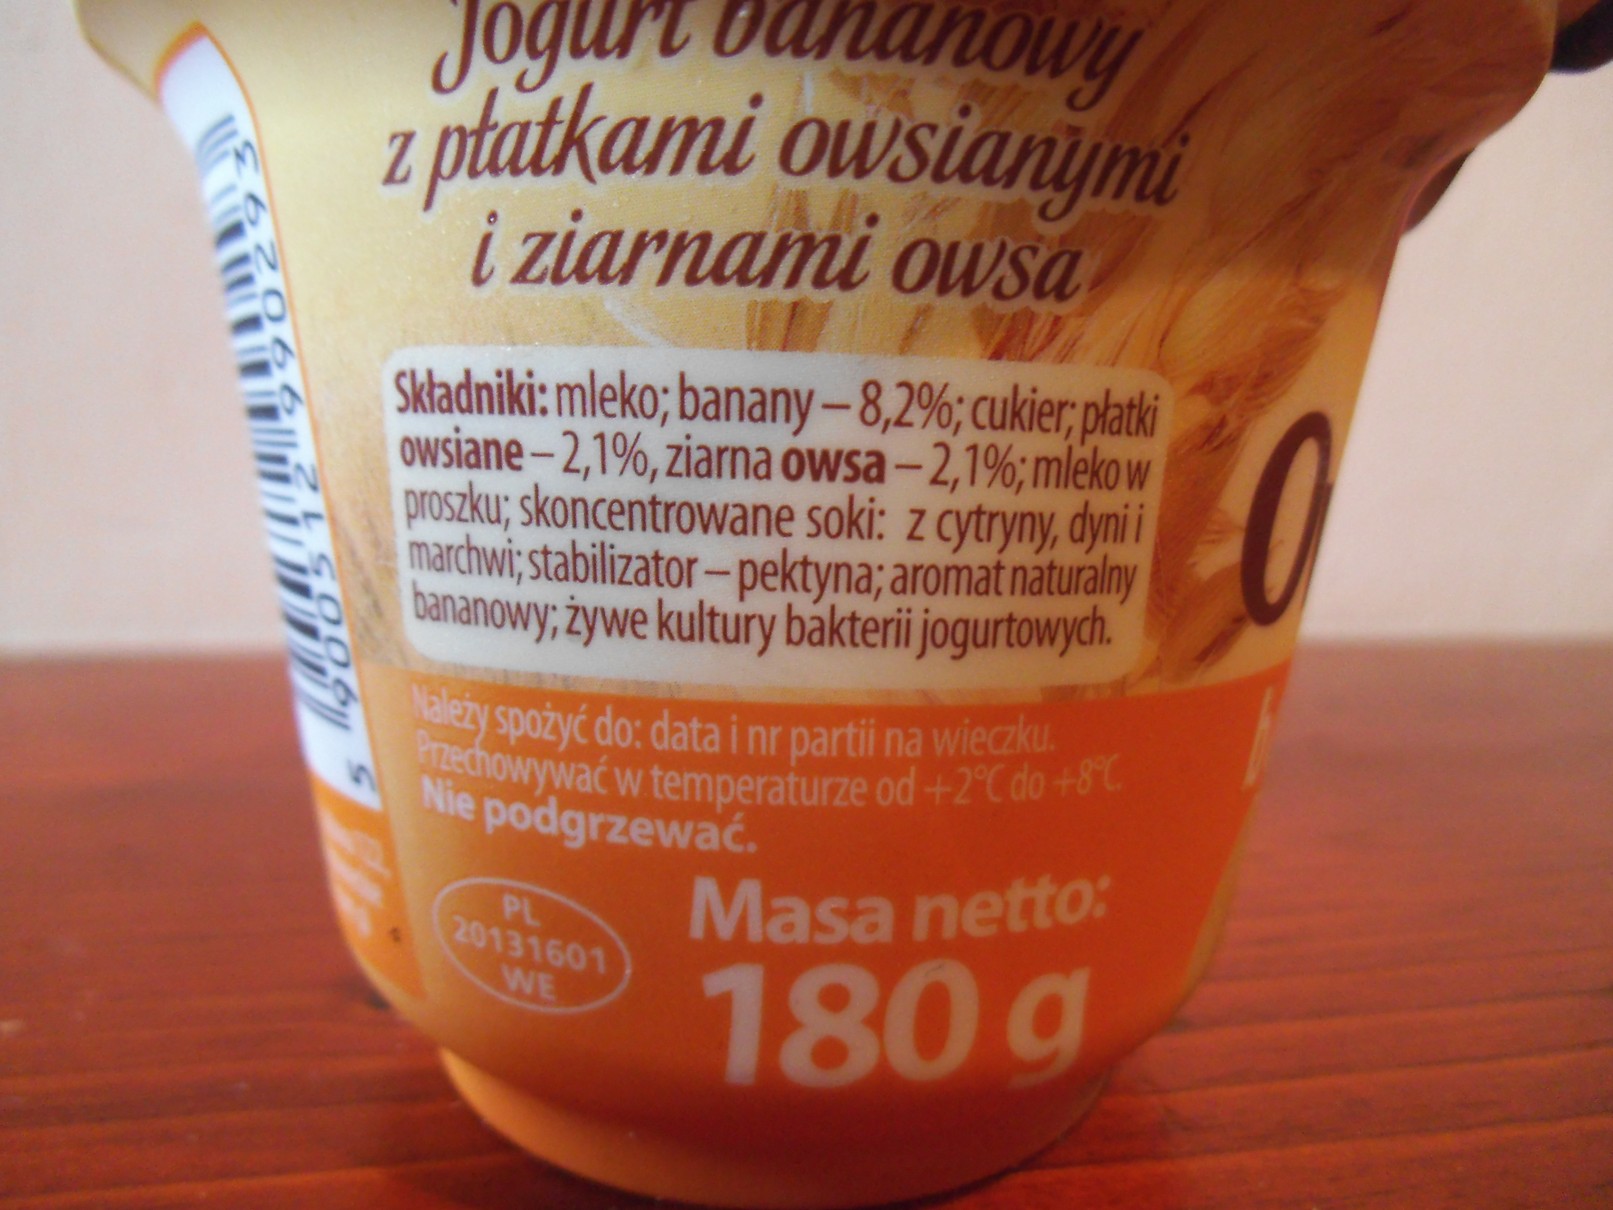 Jogurt bananowy
z płatkami owsianymi
i ziarnami owsa
Składniki: mleko; banany – 8,2%; cukier; płatki
owsiane – 2,1%, ziarna owsa – 2,1%; mleko w
proszku; skoncentrowane soki: z cytryny, dyni i
marchwi; stabilizator – pektyna; aromat naturalny
bananowy; żywe kultury bakterii jogurtowych.
Należy spożyć do: data i nr partii na wieczku.
Przechowywać w temperaturze od +2°C do +8°C.
Nie podgrzewać.
PL
20131601
WE
Masa netto:
180 g
5 900512 990293